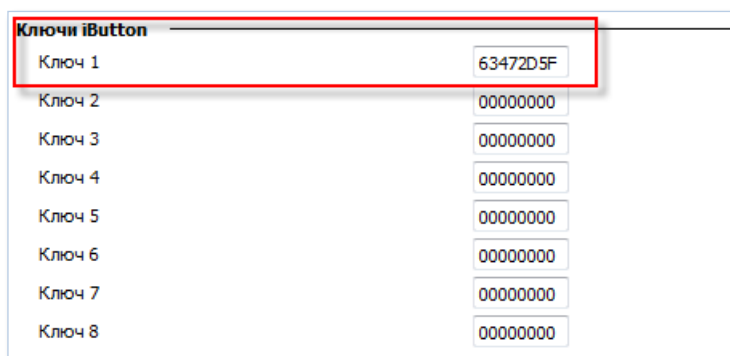 Ключи iButton
Ключ 1 63472D5F
Ключ 2 00000000
Ключ 3 00000000
Ключ 4 00000000
Ключ 5 00000000
Ключ 6 00000000
Ключ 7 00000000
Ключ 8 00000000